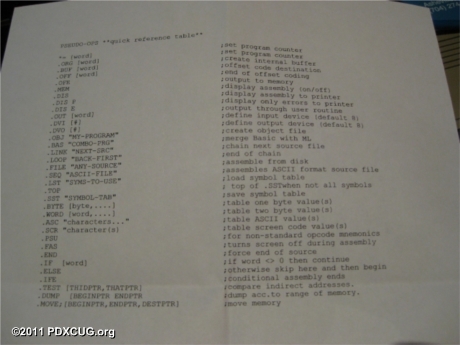 PSEUDO-OPS **quick reference table**
*= [word] ;set program counter
.ORG [word] ;set program counter
.BUF [word] ;create internal buffer
.OFF [word] ;offset code destination
.OFE ;end of offset coding
.MEM ;output to memory
.DIS ;display assembly (on/off)
.DIS P ;display assembly to printer
.DIS E ;display only errors to printer
.OUT [word] ;output through user routine
.DVI [#] ;define input device (default 8)
.DVO [#] ;define output device (default 8)
.OBJ "MY-PROGRAM" ;create object file
.BAS "COMBO-PRG" ;merge Basic with ML
.LINK "NEXT-SRC" ;chain next source file
.LOOP "BACK-FIRST" ;end of chain
.FILE "ANY-SOURCE" ;assemble from disk
.SEQ "ASCII-FILE" ;assembles ASCII format source file
.LST "SYMS-TO-USE" ;load symbol table
.TOP ; top of .SSTwhen not all symbols
.SST "SYMBOL-TAB" ;save symbol table
.BYTE [byte,....] ;table one byte value(s)
.WORD [word,....] ;table two byte value(s)
.ASC "characters..." ;table ASCII value(s)
.SCR "character(s) ;table screen code value(s)
.PSU ;for non-standard opcode mnemonics
.FAS ;turns screen off during assembly
.END ;force end of source
.IF [word] ;if word <> 0 then continue
.ELSE ;otherwise skip here and then begin
.IFE ;conditional assembly ends
.TEST [THISPTR,THATPTR] ;compare indirect addresses.
.DUMP [BEGINPTR ENDPTR ;dump acc.to range of memory.
.MOVE;[BEGINPTR,ENDPTR,DESTPTR] ;move memory
©2011 PDXCUG.org